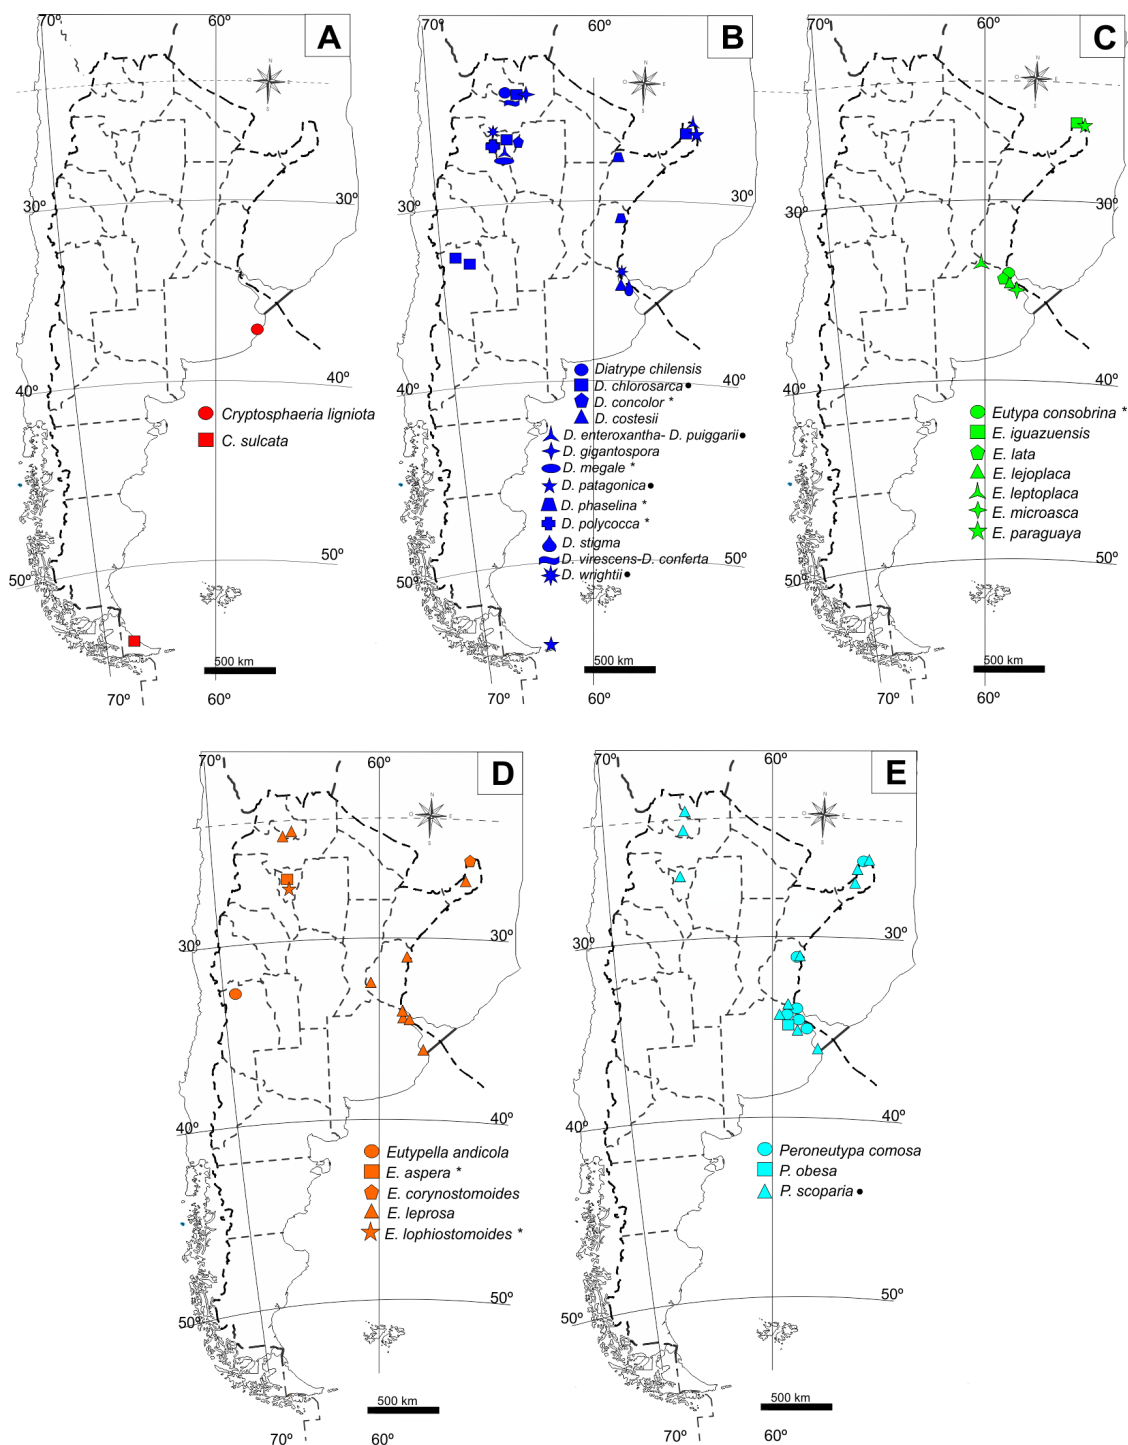 70º
60º
A
30º
30º
40º
40º
Cryptosphaeria ligniota
C. sulcata
50º
50º
500 km
70º
60º
70º
60º
B
30º
30º
Diatrype chilensis
D. chlorosarca●
D. concolor *
D. costesii
D. enteroxantha- D. puiggarii●
D. gigantospora
D. megale *
D. patagonica●
D. phaselina *
D. polycocca *
D. stigma
D. virescens-D. conferta
D. wrightii●
40º
40º
50º
50º
500 km
70º
60º
70º
60º
C
30º
30º
40º
40º
Eutypa consobrina *
E. iguazuensis
E. lata
E. lejoplaca
E. leptoplaca
E. microasca
E. paraguaya
50º
50º
500 km
70º
60º
70º
60º
D
30º
30º
40º
40º
Eutypella andicola
E. aspera *
E. corynostomoides
E. leprosa
E. lophiostomoides *
50º
50º
500 km
70º
60º
70º
60º
E
30º
30º
40º
40º
Peroneutypa comosa
P. obesa
P. scoparia●
50º
50º
500 km
70º
60º